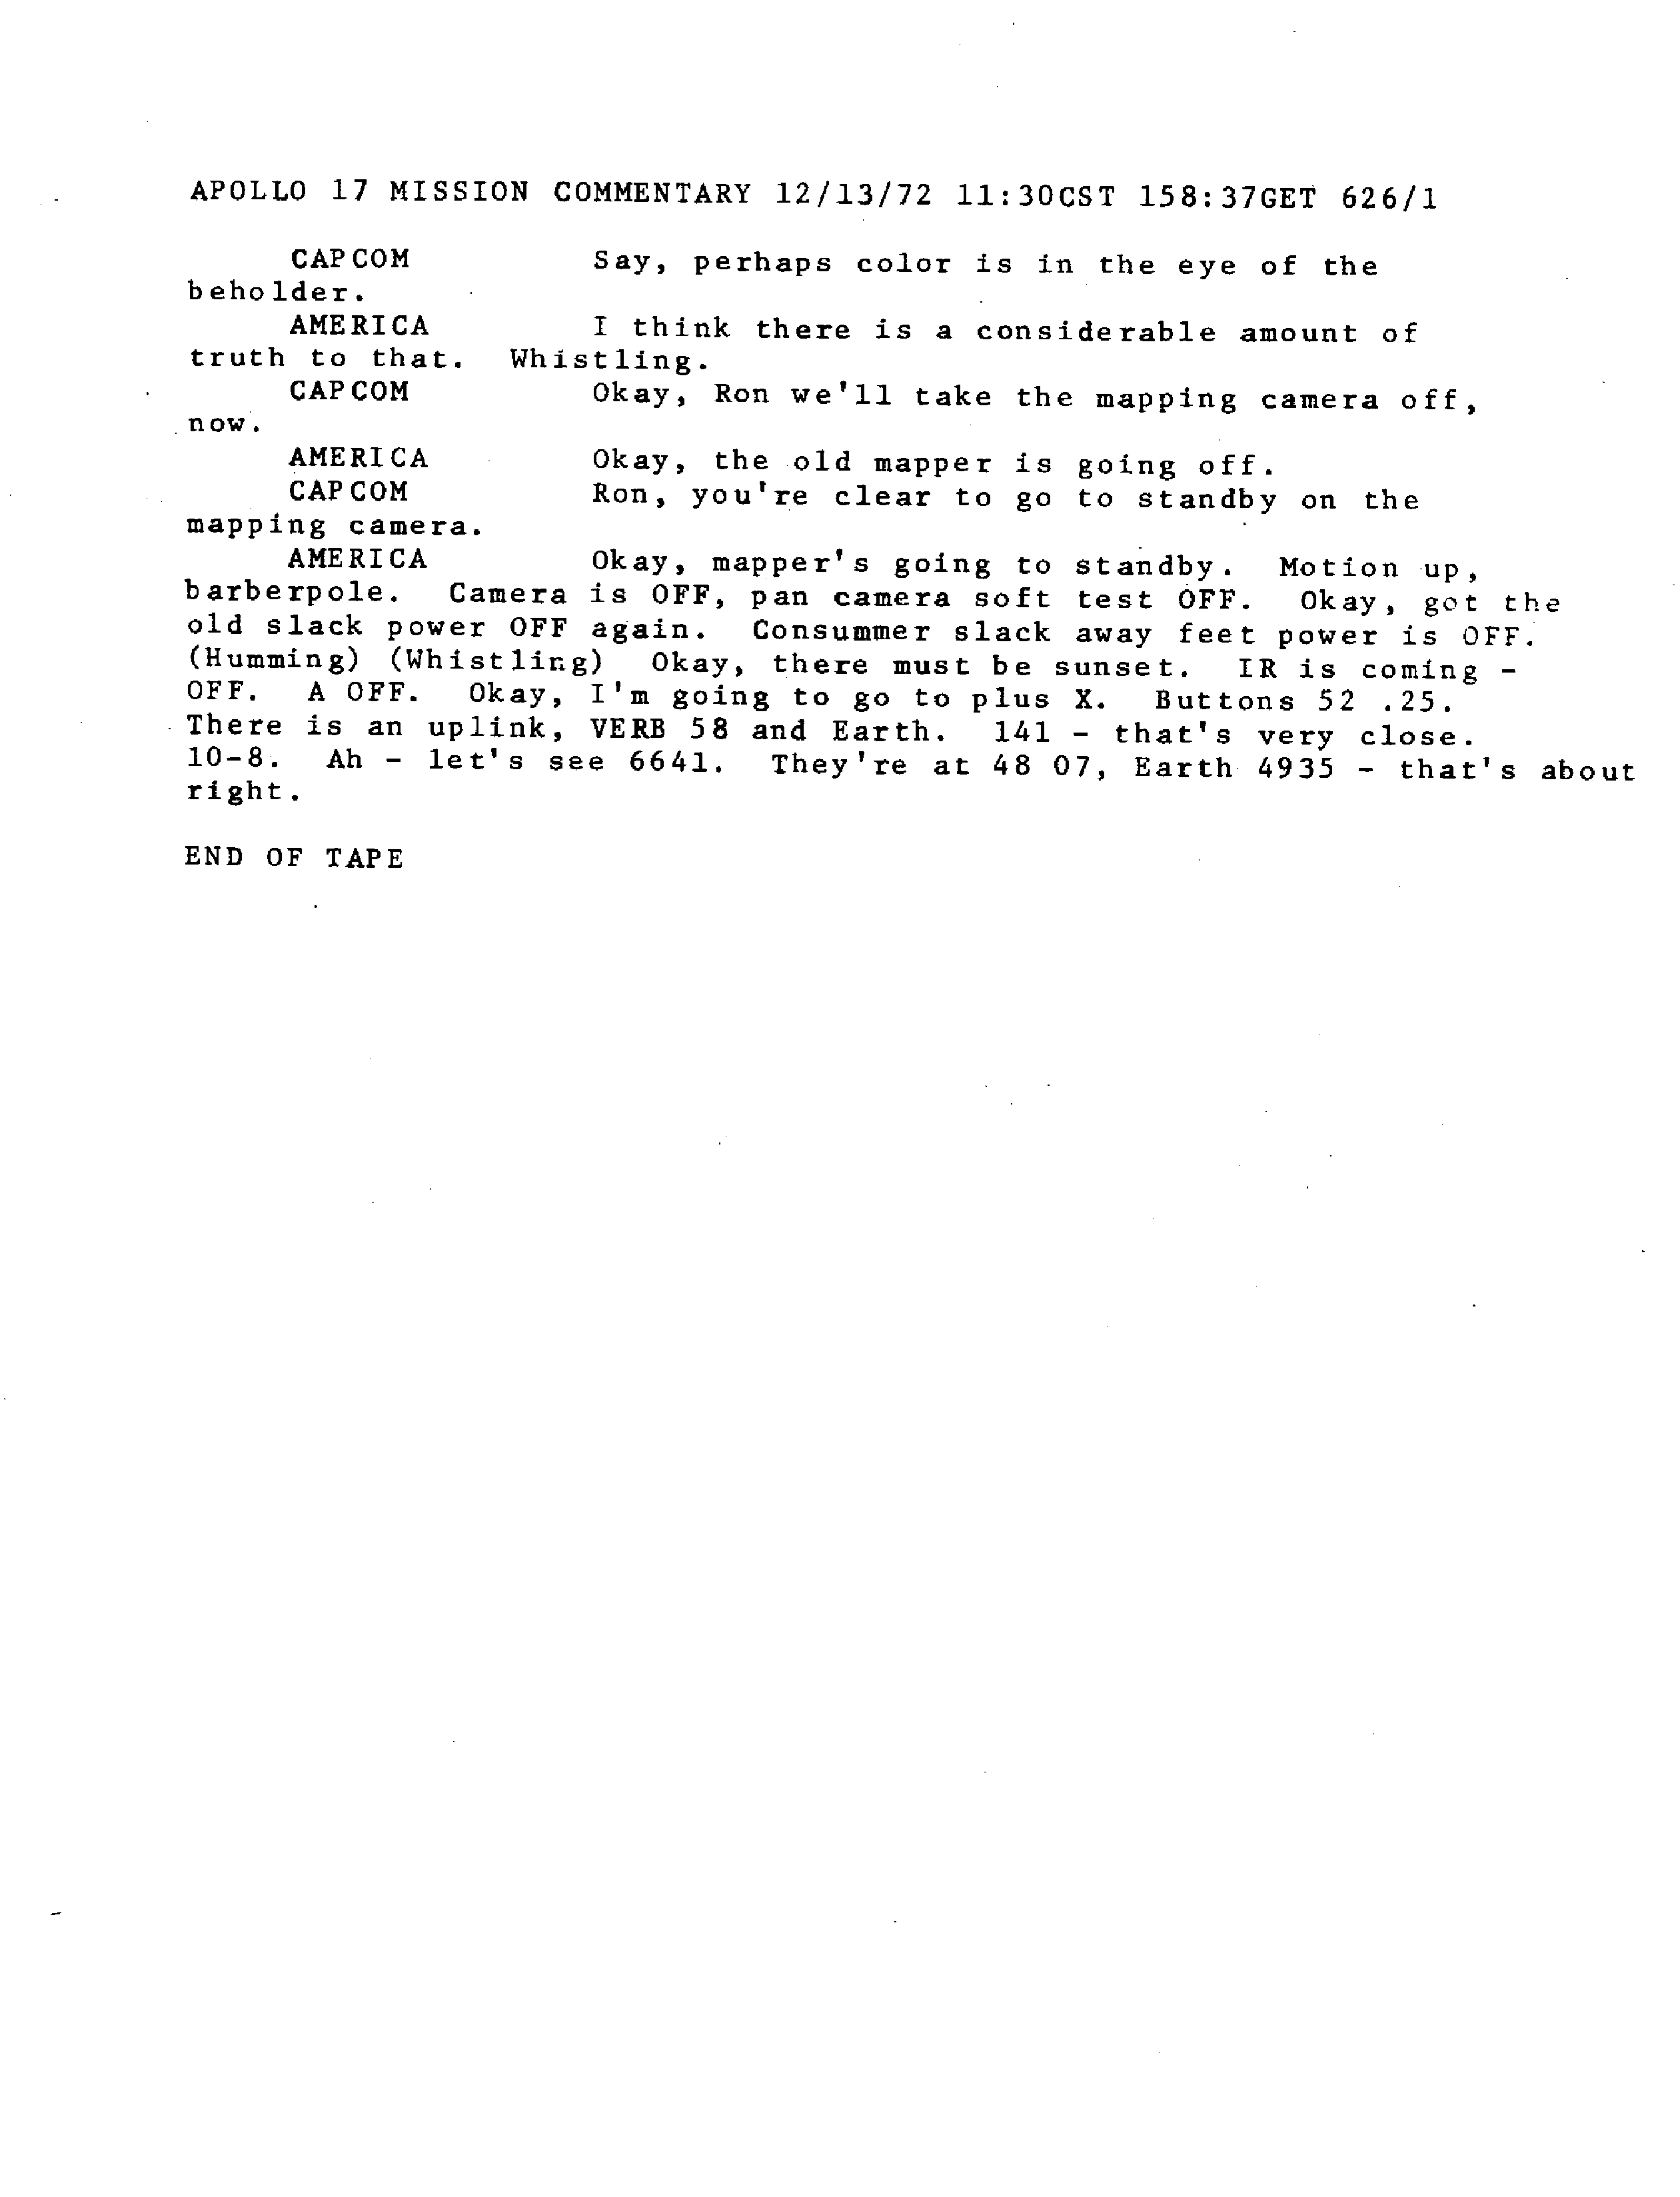 APOLLO 17 MISSION COMMENTARY 12/13/72 11:30CST 158:37GET 626/1
CAPCOM Say, perhaps color is in the eye of the
beholder.
AMERICA I think there is a considerable amount of
truth to that. Whistling.
CAPCOM Okay, Ron we'll take the mapping camera off,
now.
AMERICA Okay, the old mapper is going off.
CAPCOM Ron, you're clear to go to standby on the
mapping camera.
AMERICA Okay, mapper's going to standby. Motion up,
barberpole. Camera is OFF, pan camera soft test OFF. Okay, got the
old slack power OFF again. Consummer slack away feet power is OFF.
(Humming) (Whistling) Okay, there must be sunset. IR is coming -
OFF. A OFF. Okay, I'm going to go to plus X. Buttons 52 .25.
There is an uplink, VERB 58 and Earth. 141 - that's very close.
10-8. Ah - let's see 6641. They're at 48 07, Earth 4935 - that's about
right.
END OF TAPE